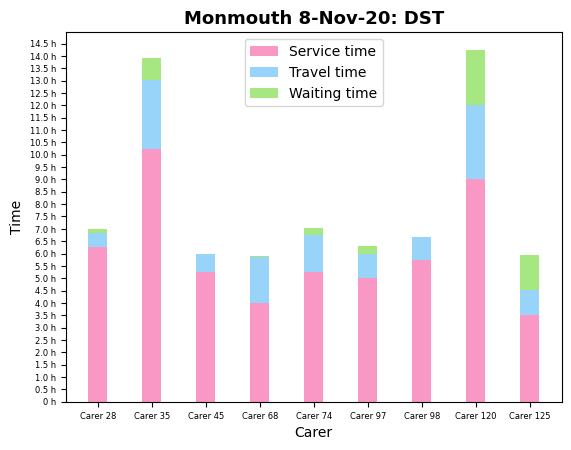 Monmouth 8-Nov-20: DST
Service time
Travel time
Waiting time
14.5 h
14.0 h
13.5 h
13.0 h
12.5 h
12.0 h
11.5 h
11.0 h
10.5 h
10.0 h
9.5 h
9.0 h
8.5 h
8.0 h
7.5 h
7.0 h
6.5 h
6.0 h
5.5 h
5.0 h
4.5 h
4.0 h
3.5 h
3.0 h
2.5 h
2.0 h
1.5 h
1.0 h
0.5 h
0 h
Time
Carer 28 Carer 35 Carer 45 Carer 68 Carer 74 Carer 97 Carer 98 Carer 120 Carer 125
Carer